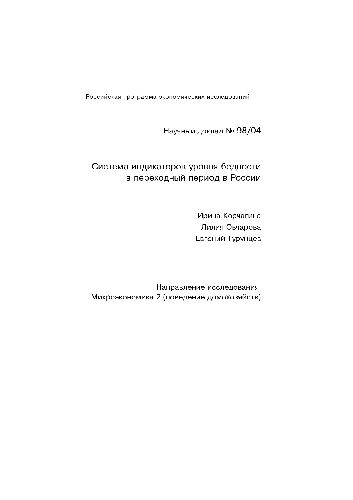 Российская программа экономических исследований
Научный доклад № 98/04
Система индикаторов уровня бедности
в переходный период в России
Ирина Корчагина
Лилия Овчарова
Евгений Турунцев
Направление исследования:
Микроэкономика 2 (поведение домохозяйств)